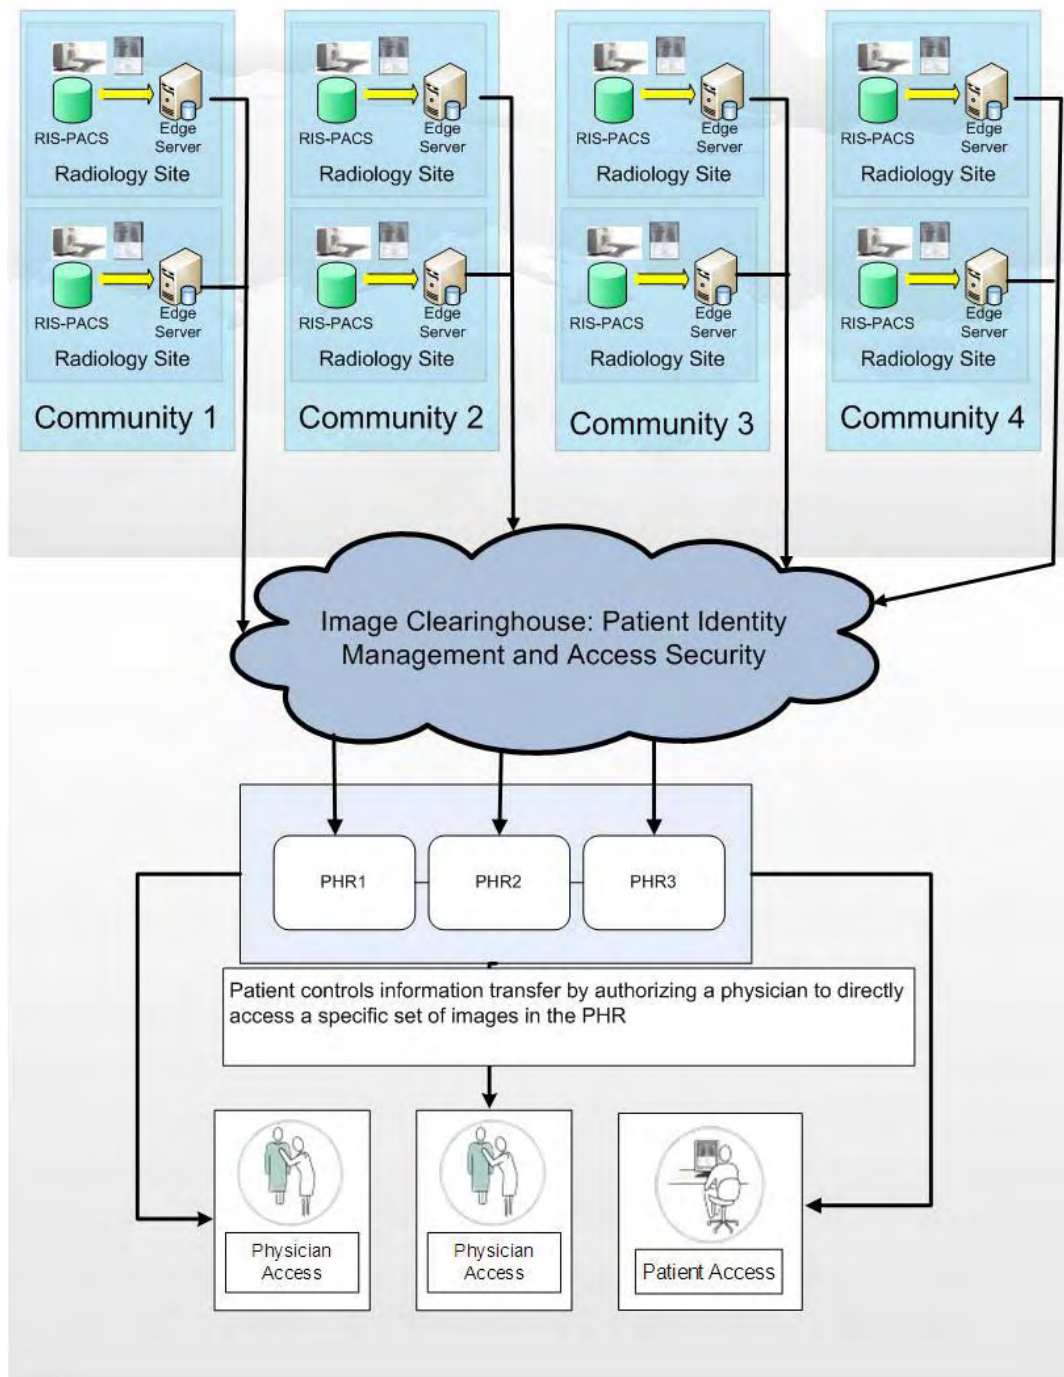 RIS-PACS
Edge
Server
Radiology Site
RIS-PACS
Edge
Server
Radiology Site
Community 1
RIS-PACS
Edge
Server
Radiology Site
RIS-PACS
Edge
Server
Radiology Site
Community 2
RIS-PACS
Edge
Server
Radiology Site
RIS-PACS
Edge
Server
Radiology Site
Community 3
RIS-PACS
Edge
Server
Radiology Site
RIS-PACS
Edge
Server
Radiology Site
Community 4
Image Clearinghouse: Patient Identity
Management and Access Security
PHR1
PHR2
PHR3
Patient controls information transfer by authorizing a physician to directly
access a specific set of images in the PHR
Physician
Access
Physician
Access
Patient Access